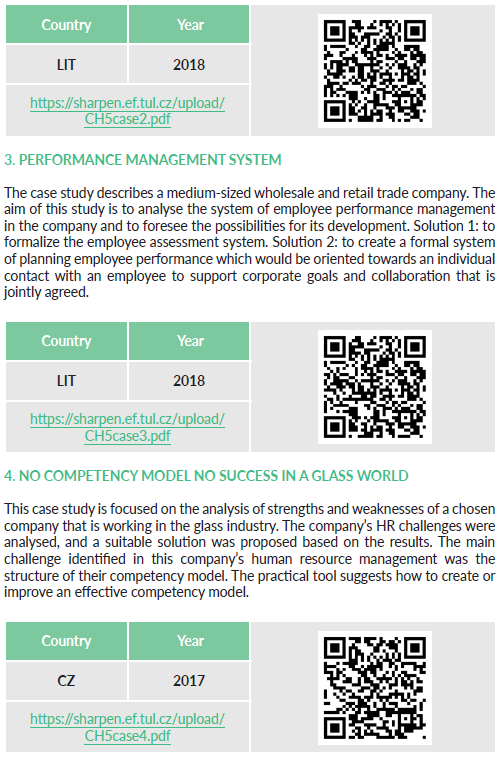 Country Year
LIT 2018
https://sharpen.ef.tul.cz/upload/
CH5case2.pdf
3. PERFORMANCE MANAGEMENT SYSTEM
The case study describes a medium-sized wholesale and retail trade company. The
aim of this study is to analyse the system of employee performance management
in the company and to foresee the possibilities for its development. Solution 1: to
formalize the employee assessment system. Solution 2: to create a formal system
of planning employee performance which would be oriented towards an individual
contact with an employee to support corporate goals and collaboration that is
jointly agreed.
Country Year
LIT 2018
https://sharpen.ef.tul.cz/upload/
CH5case3.pdf
4. NO COMPETENCY MODEL NO SUCCESS IN A GLASS WORLD
This case study is focused on the analysis of strengths and weaknesses of a chosen
company that is working in the glass industry. The company's HR challenges were
analysed, and a suitable solution was proposed based on the results. The main
challenge identified in this company's human resource management was the
structure of their competency model. The practical tool suggests how to create or
improve an effective competency model.
Country Year
CZ 2017
https://sharpen.ef.tul.cz/upload/
CH5case4.pdf